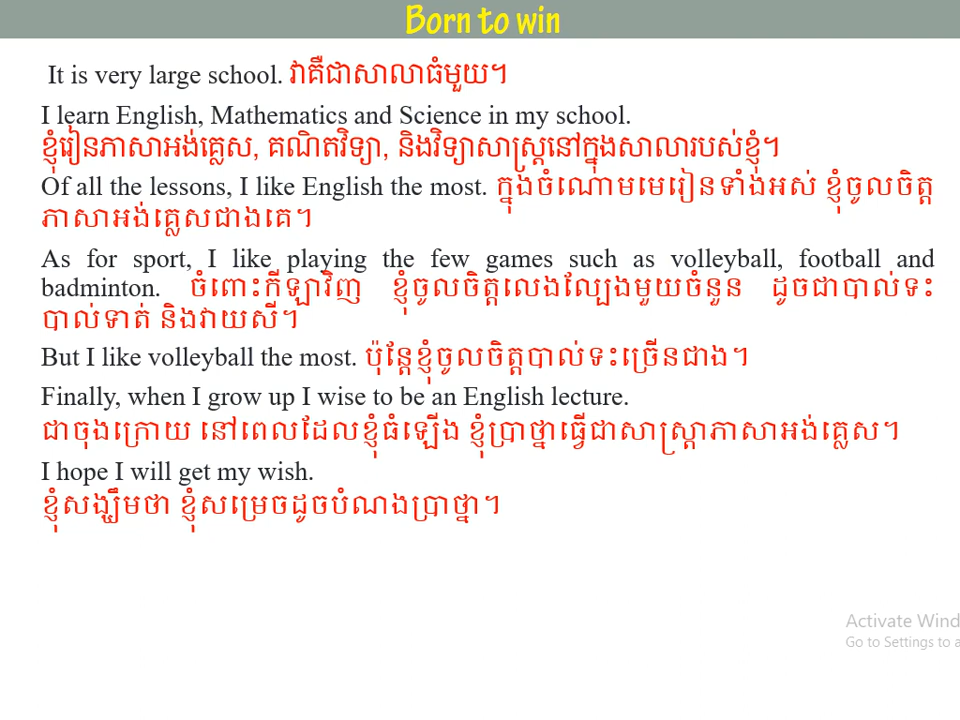 Born to win
It is very large school. វាគឺជាសាលាធំមួយ។
I learn English, Mathematics and Science in my school.
ខ្ញុំរៀនភាសាអង់គ្លេស, គណិតវិទ្យា, និងវិទ្យាសាស្ត្រនៅក្នុងសាលារបស់ខ្ញុំ។
Of all the lessons, I like English the most. ក្នុងចំណោមមេរៀនទាំងអស់ ខ្ញុំចូលចិត្ត
ភាសាអង់គ្លេសជាងគេ។
As for sport, I like playing the few games such as volleyball, football and
badminton. ចំពោះកីឡាវិញ ខ្ញុំចូលចិត្តលេងល្បែងមួយចំនួន ដូចជាបាល់ទះ
បាល់ទាត់ និងវាយសី។
But I like volleyball the most. ប៉ុន្តែខ្ញុំចូលចិត្តបាល់ទះច្រើនជាង។
Finally, when I grow up I wise to be an English lecture.
ជាចុងក្រោយ នៅពេលដែលខ្ញុំធំឡើង ខ្ញុំប្រាថ្នាធ្វើជាសាស្ត្រាភាសាអង់គ្លេស។
I hope I will get my wish.
ខ្ញុំសង្ឃឹមថា ខ្ញុំសម្រេចដូចបំណងប្រាថ្នា។
Activate Wind
Go to Settings to a